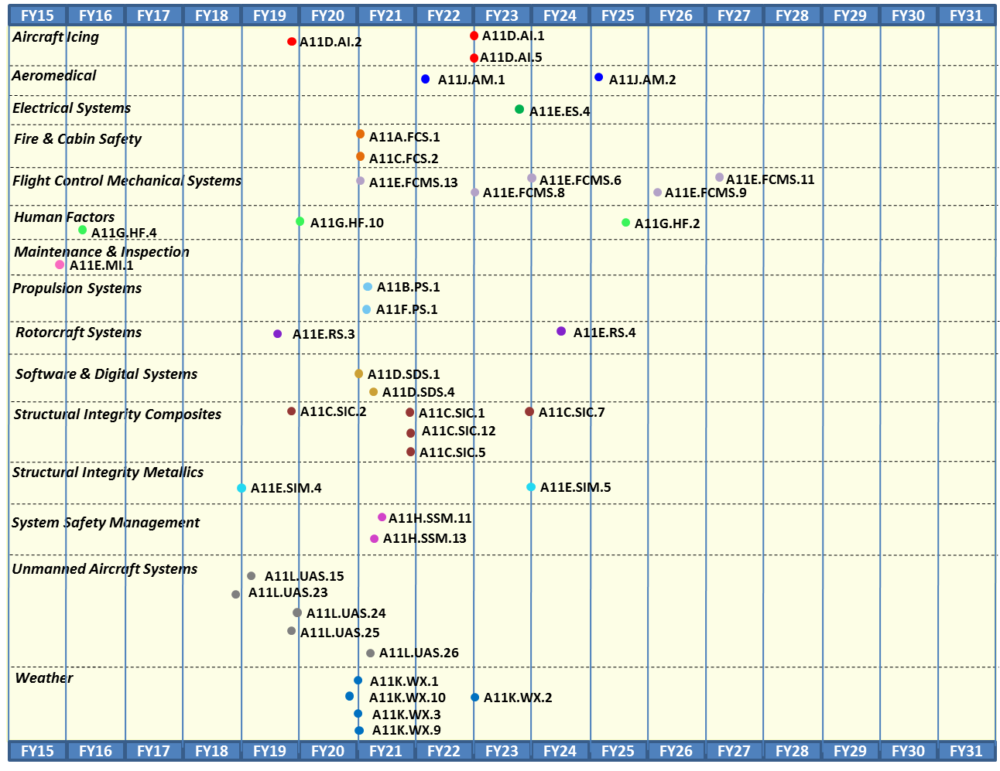 FY15 FY16 FY17 FY18 FY19 FY20 FY21 FY22 FY23 FY24 FY25 FY26 FY27 FY28 FY29 FY30 FY31
Aircraft Icing
A11D.AI.2
A11D.AI.1
A11D.AI.5
Aeromedical
A11J.AM.1
A11J.AM.2
Electrical Systems
A11E.ES.4
Fire & Cabin Safety
A11A.FCS.1
A11C.FCS.2
Flight Control Mechanical Systems
A11E.FCMS.13
A11E.FCMS.8
A11E.FCMS.6
A11E.FCMS.9
A11E.FCMS.11
Human Factors
A11G.HF.4
A11G.HF.10
A11G.HF.2
Maintenance & Inspection
A11E.MI.1
Propulsion Systems
A11B.PS.1
A11F.PS.1
Rotorcraft Systems
A11E.RS.3
A11E.RS.4
Software & Digital Systems
A11D.SDS.1
A11D.SDS.4
Structural Integrity Composites
A11C.SIC.2
A11C.SIC.1
A11C.SIC.12
A11C.SIC.5
A11C.SIC.7
Structural Integrity Metallics
A11E.SIM.4
A11E.SIM.5
System Safety Management
A11H.SSM.11
A11H.SSM.13
Unmanned Aircraft Systems
A11L.UAS.15
A11L.UAS.23
A11L.UAS.24
A11L.UAS.25
A11L.UAS.26
Weather
A11K.WX.1
A11K.WX.10
A11K.WX.2
A11K.WX.3
A11K.WX.9
FY15 FY16 FY17 FY18 FY19 FY20 FY21 FY22 FY23 FY24 FY25 FY26 FY27 FY28 FY29 FY30 FY31